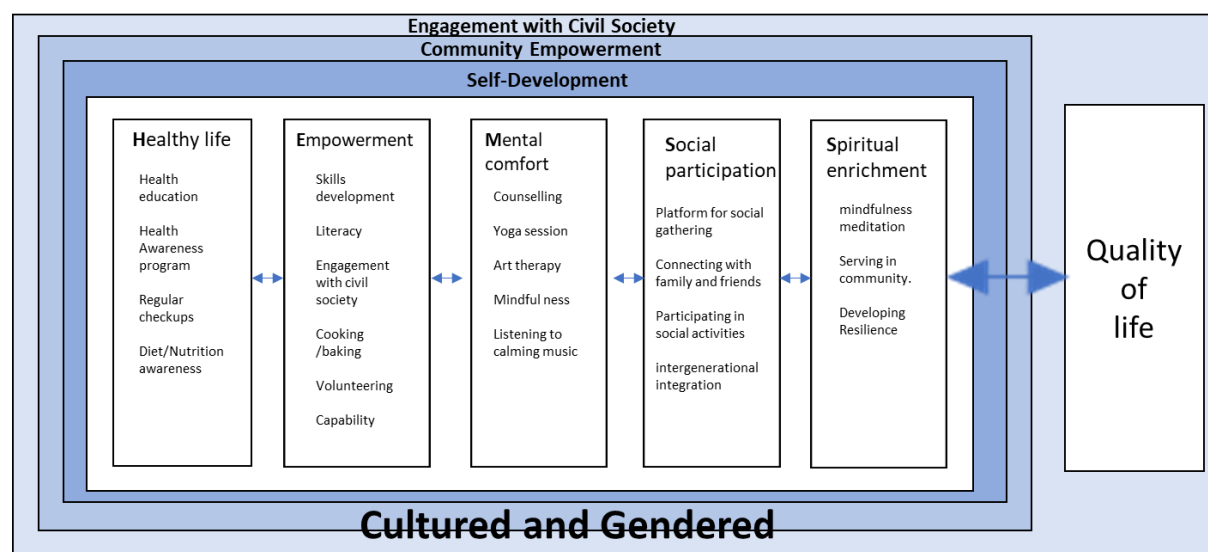 Engagement with Civil Society
Community Empowerment
Self-Development
Healthy life
Health
education
Health
Awareness
program
Regular
checkups
Diet/Nutrition
awareness
Empowerment
Skills
development
Literacy
Engagement
with civil
society
Cooking
/baking
Volunteering
Capability
Mental
comfort
Counselling
Yoga session
Art therapy
Mindful ness
Listening to
calming music
Social
participation
Platform for social
gathering
Connecting with
family and friends
Participating in
social activities
intergenerational
integration
Spiritual
enrichment
mindfulness
meditation
Serving in
community.
Developing
Resilience
Quality
of
life
Cultured and Gendered